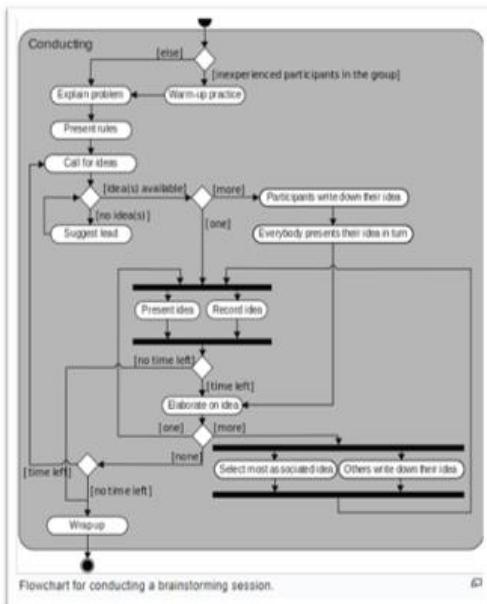 Conducting
[else]
[inexperienced participants in the group]
Explain problem
Warm-up practice
Present rules
Call for ideas
[idea(s) available]
[more]
Participants write down their idea
[no idea(s)]
[one]
Suggest lead
Everybody presents their idea in turn
Present idea
Record idea
[no time left]
[time left]
Elaborate on idea
[one]
[more]
[none]
Select most associated idea
Others write down their idea
[time left]
[no time left]
Wrap up
Flowchart for conducting a brainstorming session.